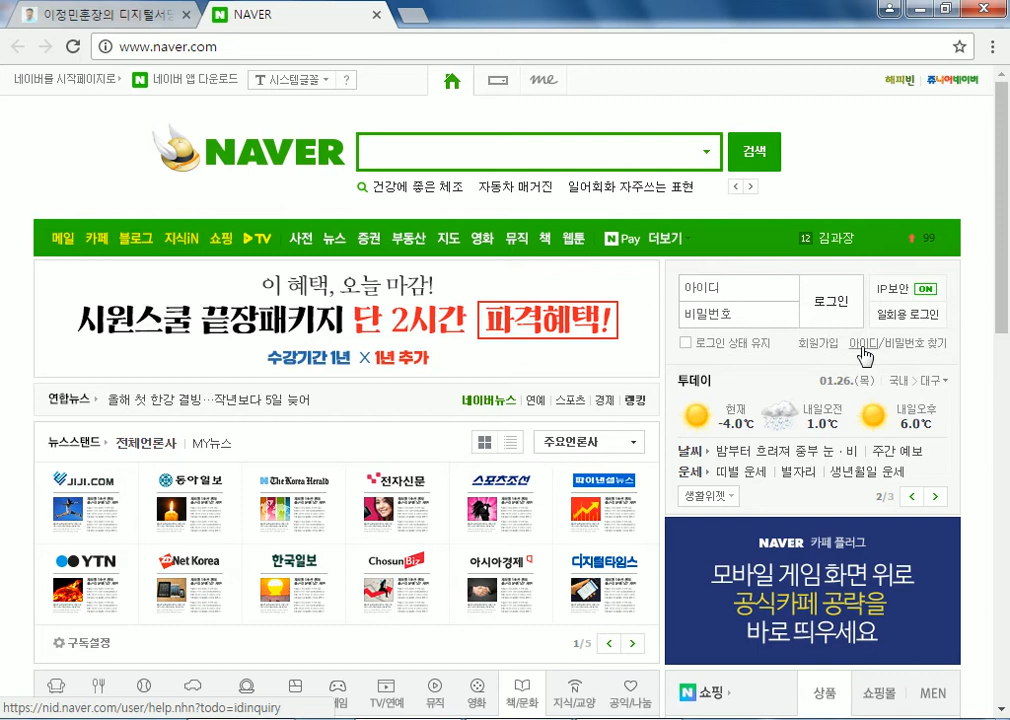 이정민훈장의 디지털서당
NAVER
www.naver.com
네이버를 시작페이지로
네이버 앱 다운로드
T 시스템글꼴
?
me
해피빈
쥬니어네이버
NAVER
검색
건강에 좋은 체조 자동차 매거진 일어회화 자주쓰는 표현
메일 카페 블로그 지식iN 쇼핑 TV 사전 뉴스 증권 부동산 지도 영화 뮤직 책 웹툰 N Pay 더보기
12 김과장 99
이 혜택, 오늘 마감!
시원스쿨 끝장패키지 단 2시간 파격혜택!
수강기간 1년 X 1년 추가
아이디
비밀번호
로그인
IP보안 ON
일회용 로그인
로그인 상태 유지
회원가입
아이디/비밀번호 찾기
투데이
01.26.(목) 국내 > 대구
현재 -4.0℃
내일오전 1.0℃
내일오후 6.0℃
날씨 밤부터 흐려져 중부 눈 · 비 주간 예보
운세 띠별 운세 별자리 생년월일 운세
생활위젯
2/3
연합뉴스 올해 첫 한강 결빙…작년보다 5일 늦어
네이버뉴스 연예 스포츠 경제 랭킹
뉴스스탠드 전체언론사 MY뉴스
주요언론사
JIJI.COM 동아일보 The Korea Herald 전자신문 스포츠조선 파이낸셜뉴스
YTN ZDNet Korea 한국일보 ChosunBiz 아시아경제 디지털타임스
구독설정
1/5
NAVER 카페 플러그
모바일 게임 화면 위로
공식카페 공략을
바로 띄우세요
TV/연예 뮤직 영화 책/문화 지식/교양 공익/나눔
N 쇼핑 상품 쇼핑몰 MEN
https://nid.naver.com/user/help.nhn?todo=idinquiry